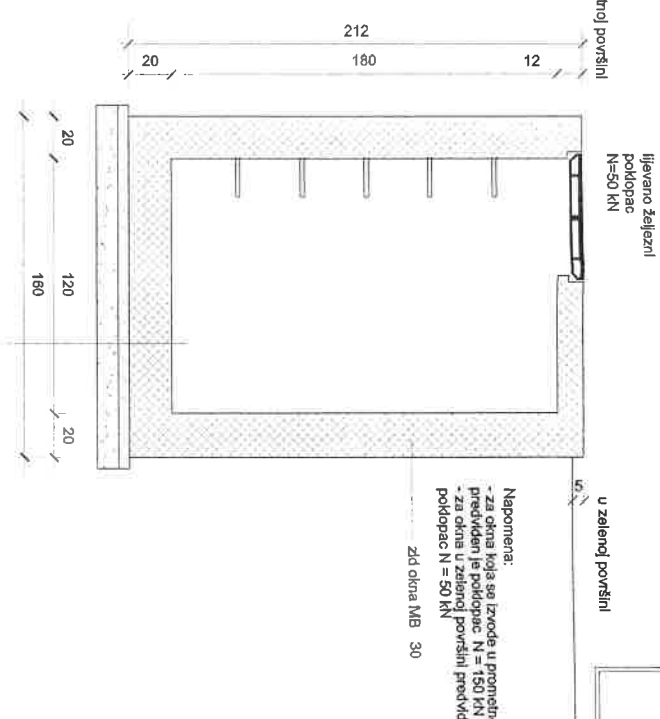 tnoj površini
212
20
180
12
lijevano željezni
poklopac
N=50 kN
20
120
20
160
5
u zelenoj površini
Napomena:
- za okna koja se izvode u prometn
predviđen je poklopac N = 150 kN
- za okna u zelenoj površini predviđ
poklopac N = 50 kN
zid okna MB 30